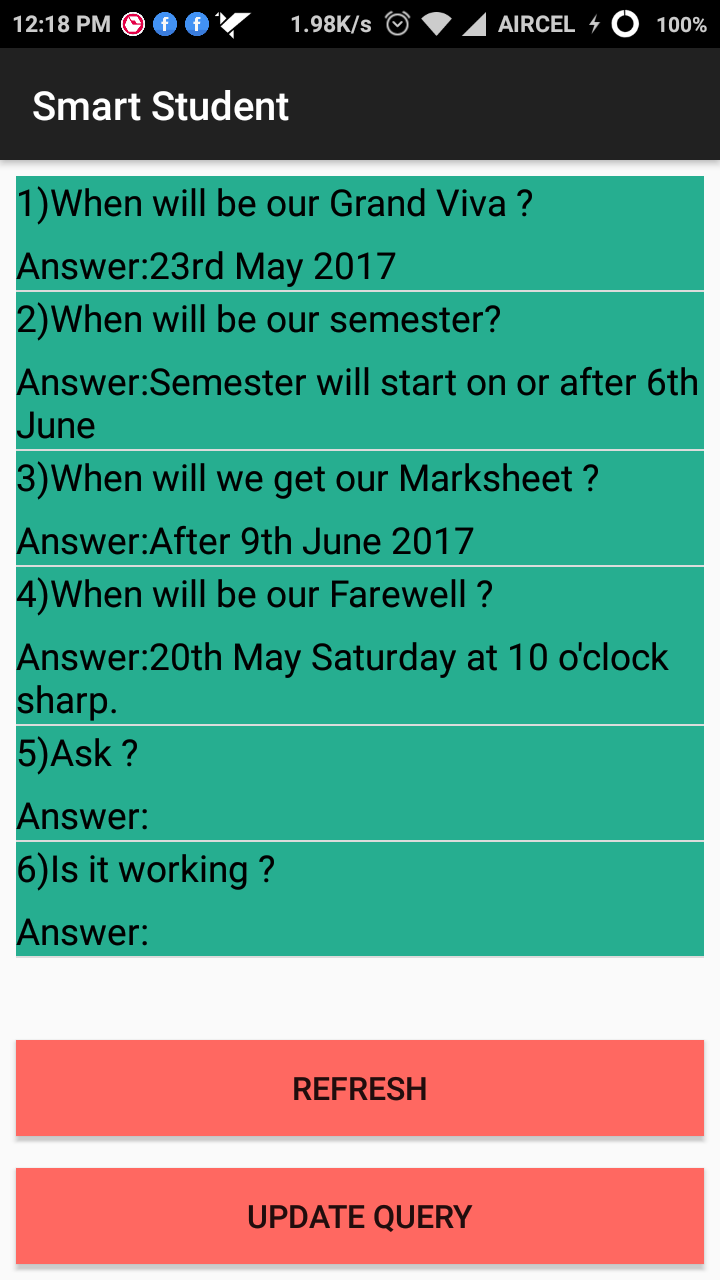 12:18 PM 1.98K/s AIRCEL 100%
Smart Student
1)When will be our Grand Viva ?
Answer:23rd May 2017
2)When will be our semester?
Answer:Semester will start on or after 6th
June
3)When will we get our Marksheet ?
Answer:After 9th June 2017
4)When will be our Farewell ?
Answer:20th May Saturday at 10 o'clock
sharp.
5)Ask ?
Answer:
6)Is it working ?
Answer:
REFRESH
UPDATE QUERY